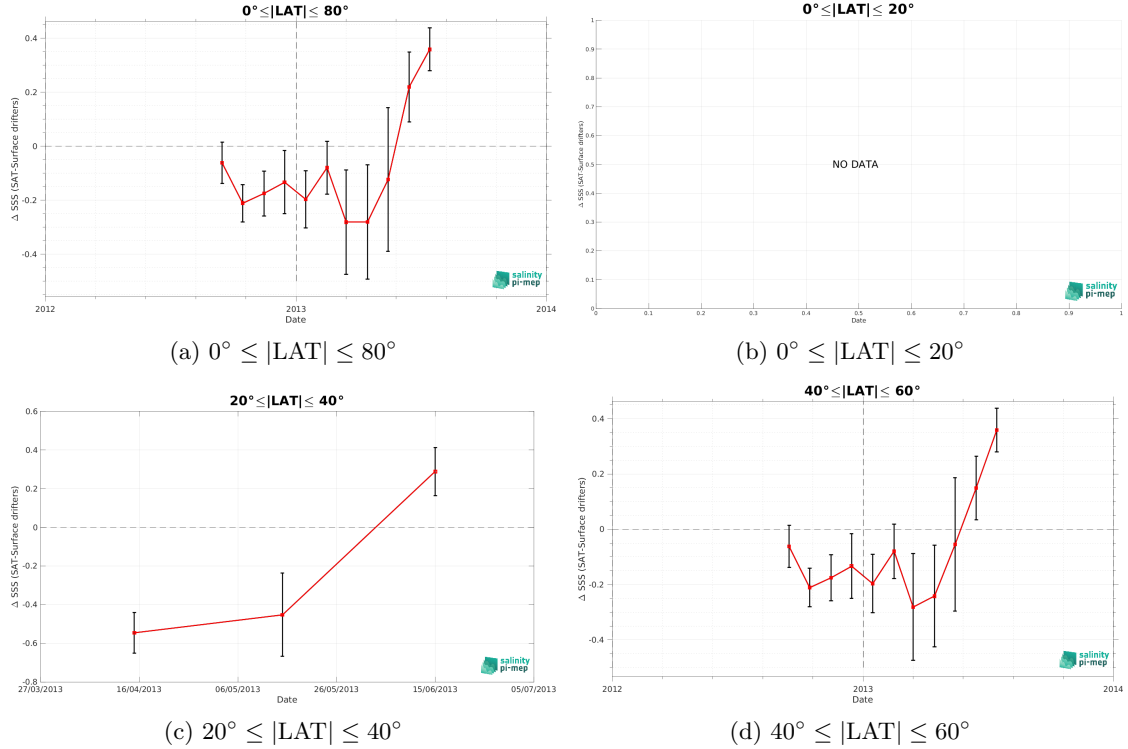 0°≤|LAT|≤ 80°
Δ SSS (SAT-Surface drifters)
0.4
0.2
0
-0.2
-0.4
2012
2013
2014
Date
salinity
pi-mep
(a) 0° ≤ |LAT| ≤ 80°
0°≤|LAT|≤ 20°
Δ SSS (SAT-Surface drifters)
1
0.9
0.8
0.7
0.6
0.5
0.4
0.3
0.2
0.1
0
NO DATA
0
0.1
0.2
0.3
0.4
0.5
0.6
0.7
0.8
0.9
1
Date
salinity
pi-mep
(b) 0° ≤ |LAT| ≤ 20°
20°≤|LAT|≤ 40°
Δ SSS (SAT-Surface drifters)
0.6
0.4
0.2
0
-0.2
-0.4
-0.6
-0.8
27/03/2013
16/04/2013
06/05/2013
26/05/2013
15/06/2013
05/07/2013
Date
salinity
pi-mep
(c) 20° ≤ |LAT| ≤ 40°
40°≤|LAT|≤ 60°
Δ SSS (SAT-Surface drifters)
0.4
0.2
0
-0.2
-0.4
2012
2013
2014
Date
salinity
pi-mep
(d) 40° ≤ |LAT| ≤ 60°